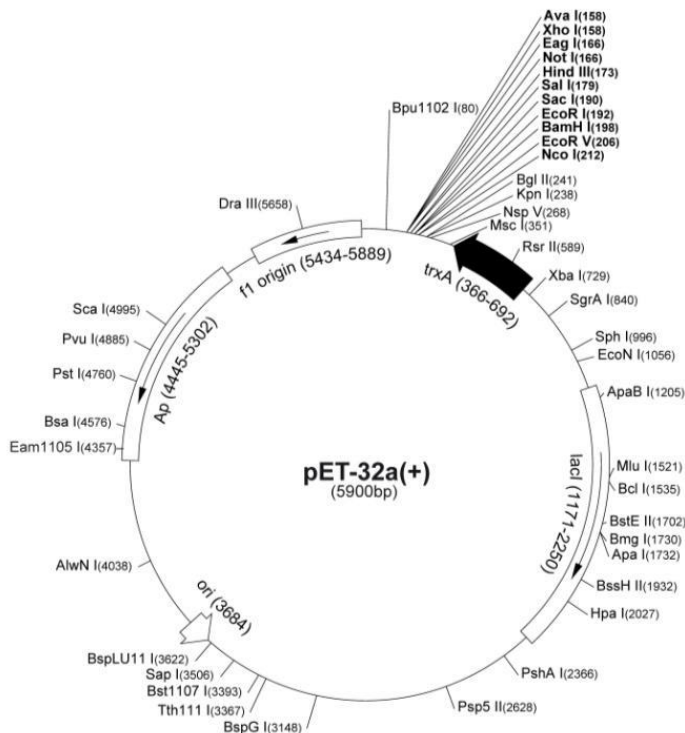 Ava I(158)
Xho I(158)
Eag I(166)
Not I(166)
Hind III(173)
Sal I(179)
Sac I(190)
EcoR I(192)
BamH I(198)
EcoR V(206)
Nco I(212)
Bpu1102 I(80)
Bgl II(241)
Kpn I(238)
Nsp V(268)
Msc I(351)
Rsr II(589)
Xba I(729)
SgrA I(840)
Sph I(996)
EcoN I(1056)
ApaB I(1205)
Mlu I(1521)
Bcl I(1535)
BstE II(1702)
Bmg I(1730)
Apa I(1732)
BssH II(1932)
Hpa I(2027)
PshA I(2366)
Psp5 II(2628)
BspG I(3148)
Tth111 I(3367)
Bst1107 I(3393)
Sap I(3506)
BspLU11 I(3622)
AlwN I(4038)
Eam1105 I(4357)
Bsa I(4576)
Pst I(4760)
Pvu I(4885)
Sca I(4995)
Dra III(5658)
f1 origin (5434-5889)
trxA (366-692)
Ap (4445-5302)
lacI (1171-2250)
ori (3684)
pET-32a(+)
(5900bp)